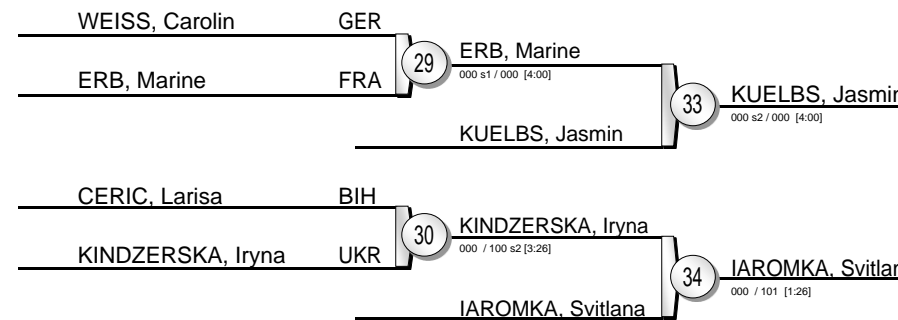 WEISS, Carolin GER
ERB, Marine FRA
29
ERB, Marine
000 s1 / 000 [4:00]
KUELBS, Jasmin
33
KUELBS, Jasmin
000 s2 / 000 [4:00]
CERIC, Larisa BIH
KINDZERSKA, Iryna UKR
30
KINDZERSKA, Iryna
000 / 100 s2 [3:26]
IAROMKA, Svitlana
34
IAROMKA, Svitlan
000 / 101 [1:26]